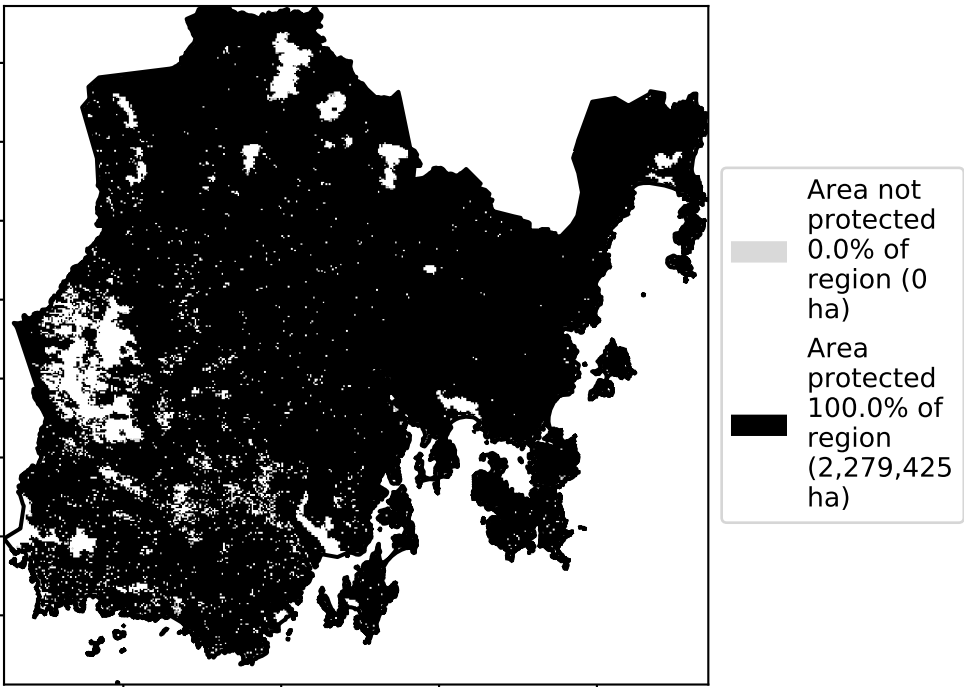 Area not
protected
0.0% of
region (0
ha)
Area
protected
100.0% of
region
(2,279,425
ha)